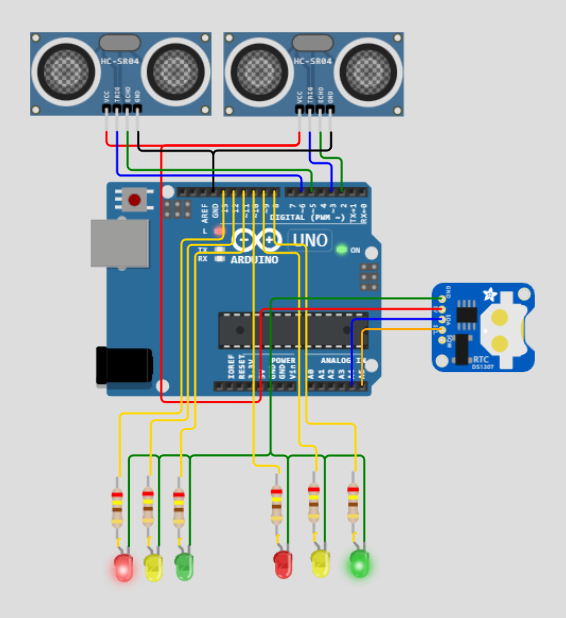 HC-SR04
VCC
TRIG
ECHO
GND
HC-SR04
VCC
TRIG
ECHO
GND
AREF
GND
13
12
~11
~10
~9
8
7
~6
~5
4
~3
2
TX→1
RX←0
DIGITAL (PWM ~)
L
TX
RX
UNO
ARDUINO
ON
IOREF
RESET
3.3V
5V
GND
GND
Vin
POWER
ANALOG IN
A0
A1
A2
A3
A4
A5
GND
SDA
SQW
RTC
DS1307